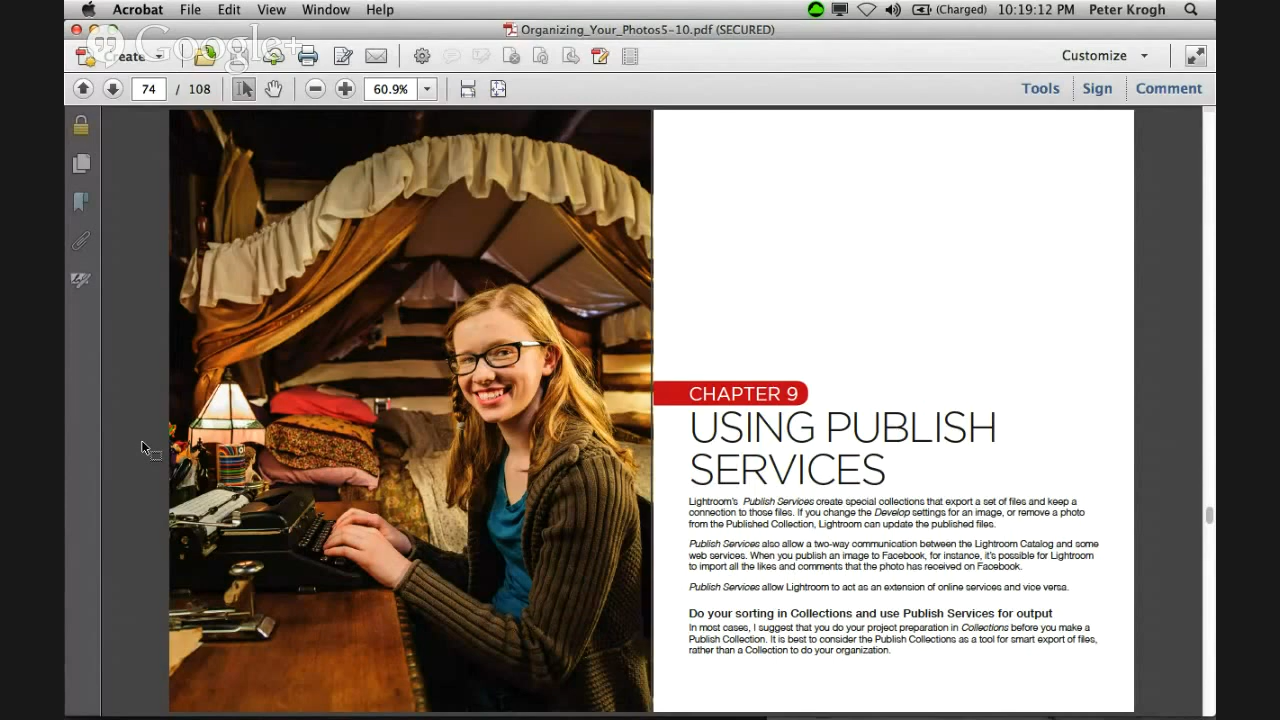 Acrobat File Edit View Window Help (Charged) 10:19:12 PM Peter Krogh
Organizing_Your_Photos5-10.pdf (SECURED)
Google+
Create Customize
74 / 108 60.9% Tools Sign Comment
CHAPTER 9
USING PUBLISH
SERVICES
Lightroom's Publish Services create special collections that export a set of files and keep a
connection to those files. If you change the Develop settings for an image, or remove a photo
from the Published Collection, Lightroom can update the published files.
Publish Services also allow a two-way communication between the Lightroom Catalog and some
web services. When you publish an image to Facebook, for instance, it's possible for Lightroom
to import all the likes and comments that the photo has received on Facebook.
Publish Services allow Lightroom to act as an extension of online services and vice versa.
Do your sorting in Collections and use Publish Services for output
In most cases, I suggest that you do your project preparation in Collections before you make a
Publish Collection. It is best to consider the Publish Collections as a tool for smart export of files,
rather than a Collection to do your organization.